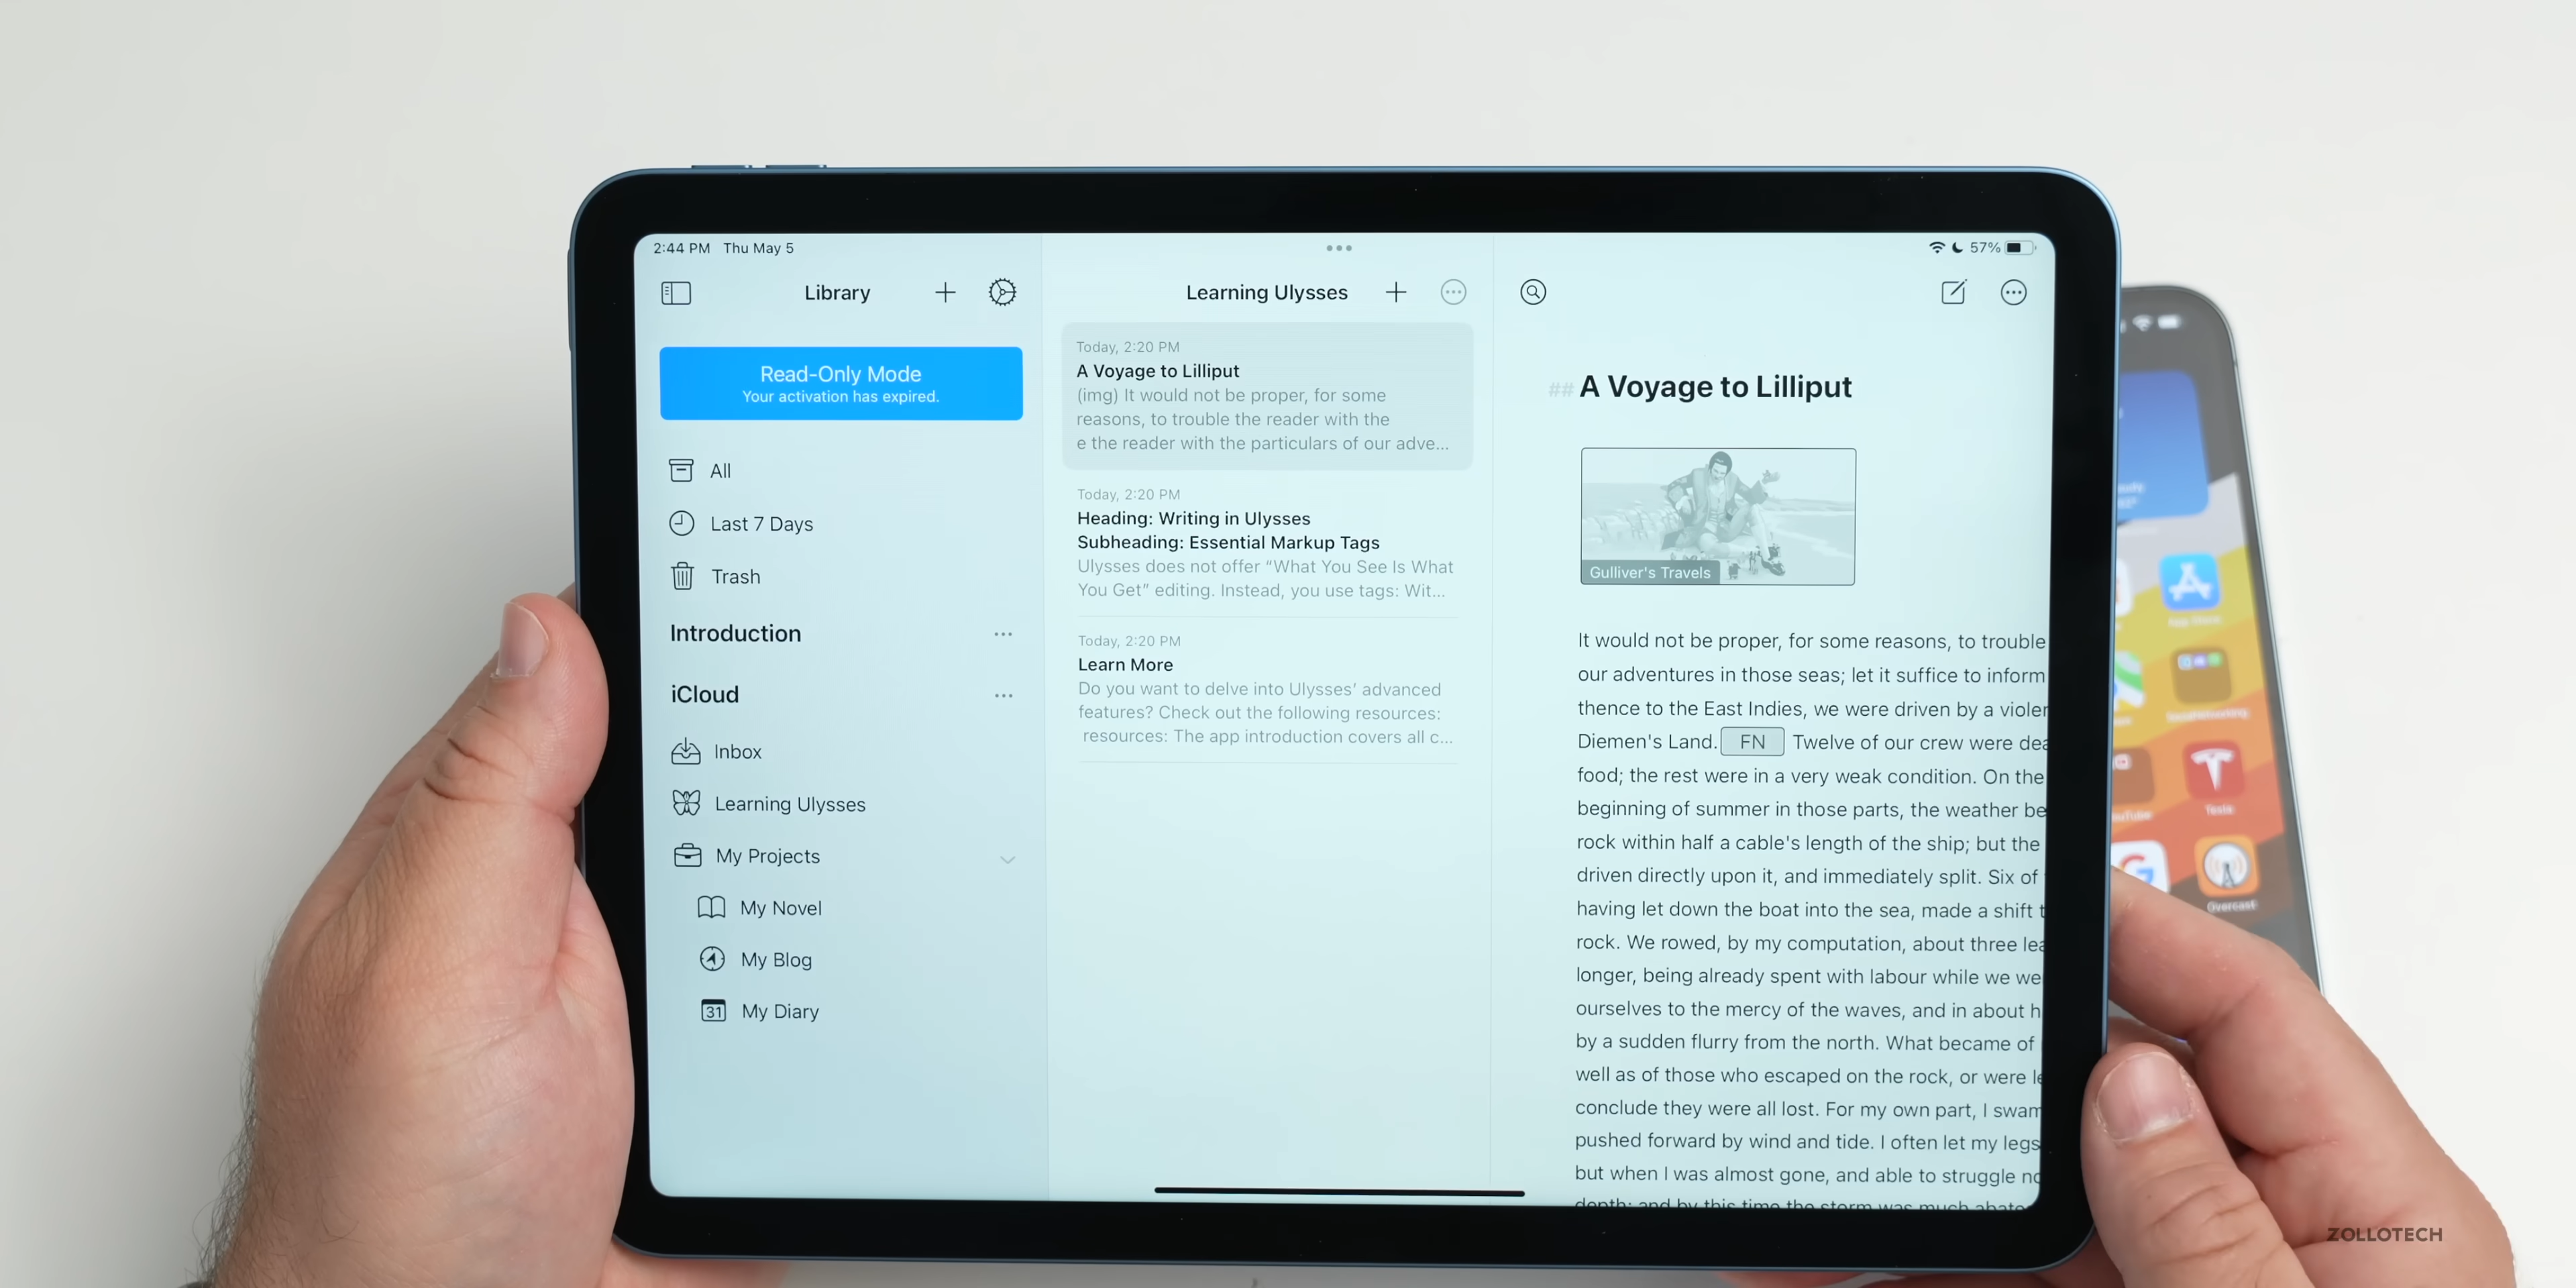 2:44 PM Thu May 5
57%
Library
Read-Only Mode
Your activation has expired.
All
Last 7 Days
Trash
Introduction
iCloud
Inbox
Learning Ulysses
My Projects
My Novel
My Blog
31 My Diary
Learning Ulysses
Today, 2:20 PM
A Voyage to Lilliput
(img) It would not be proper, for some
reasons, to trouble the reader with the
e the reader with the particulars of our adve...
Today, 2:20 PM
Heading: Writing in Ulysses
Subheading: Essential Markup Tags
Ulysses does not offer “What You See Is What
You Get” editing. Instead, you use tags: Wit...
Today, 2:20 PM
Learn More
Do you want to delve into Ulysses’ advanced
features? Check out the following resources:
resources: The app introduction covers all c...
## A Voyage to Lilliput
Gulliver's Travels
It would not be proper, for some reasons, to trouble
our adventures in those seas; let it suffice to inform
thence to the East Indies, we were driven by a violen
Diemen's Land. FN Twelve of our crew were dea
food; the rest were in a very weak condition. On the
beginning of summer in those parts, the weather be
rock within half a cable's length of the ship; but the
driven directly upon it, and immediately split. Six of
having let down the boat into the sea, made a shift t
rock. We rowed, by my computation, about three lea
longer, being already spent with labour while we we
ourselves to the mercy of the waves, and in about h
by a sudden flurry from the north. What became of
well as of those who escaped on the rock, or were le
conclude they were all lost. For my own part, I swam
pushed forward by wind and tide. I often let my legs
but when I was almost gone, and able to struggle no
depth; and by this time the storm was much abate
App Store
Tesla
Overcast
ZOLLOTECH